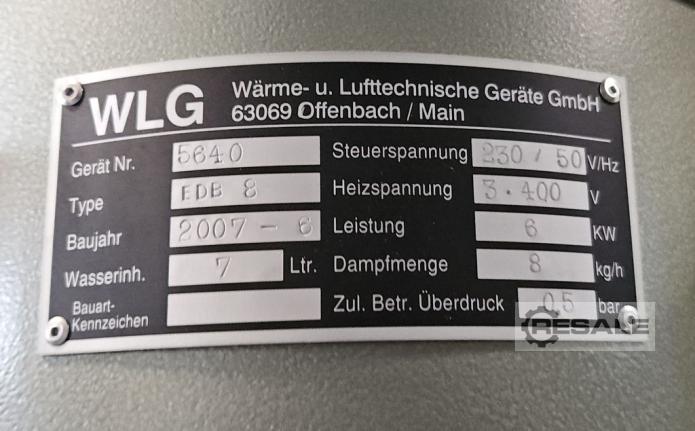 WLG Wärme- u. Lufttechnische Geräte GmbH
63069 Offenbach / Main
Gerät Nr. 5640
Type EDB 8
Baujahr 2007 - 6
Wasserinh. 7 Ltr.
Bauart-
Kennzeichen
Steuerspannung 230 / 50 V/Hz
Heizspannung 3.400 V
Leistung 6 KW
Dampfmenge 8 kg/h
Zul. Betr. Überdruck 0,5 bar
RESALE